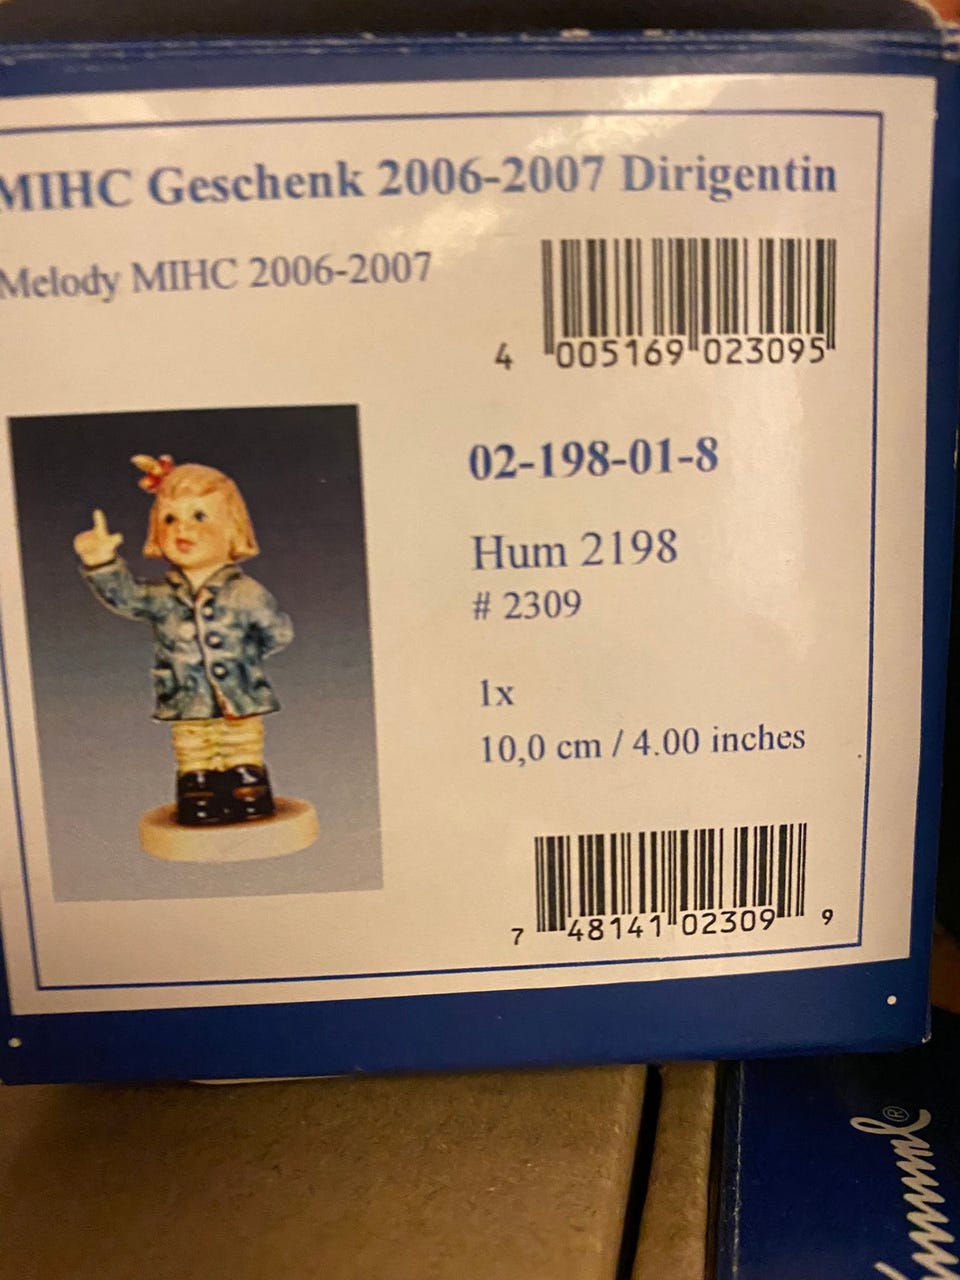 MIHC Geschenk 2006-2007 Dirigentin
Melody MIHC 2006-2007
4 005169 023095
02-198-01-8
Hum 2198
# 2309
1x
10,0 cm / 4.00 inches
7 48141 02309 9